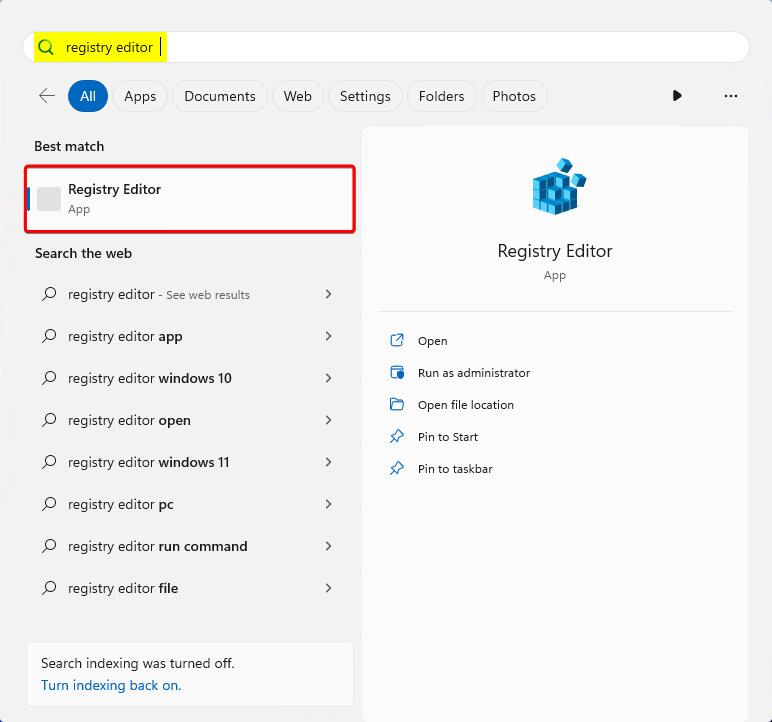 registry editor
All Apps Documents Web Settings Folders Photos
Best match
Registry Editor
App
Search the web
registry editor - See web results
registry editor app
registry editor windows 10
registry editor open
registry editor windows 11
registry editor pc
registry editor run command
registry editor file
Search indexing was turned off.
Turn indexing back on.
Registry Editor
App
Open
Run as administrator
Open file location
Pin to Start
Pin to taskbar